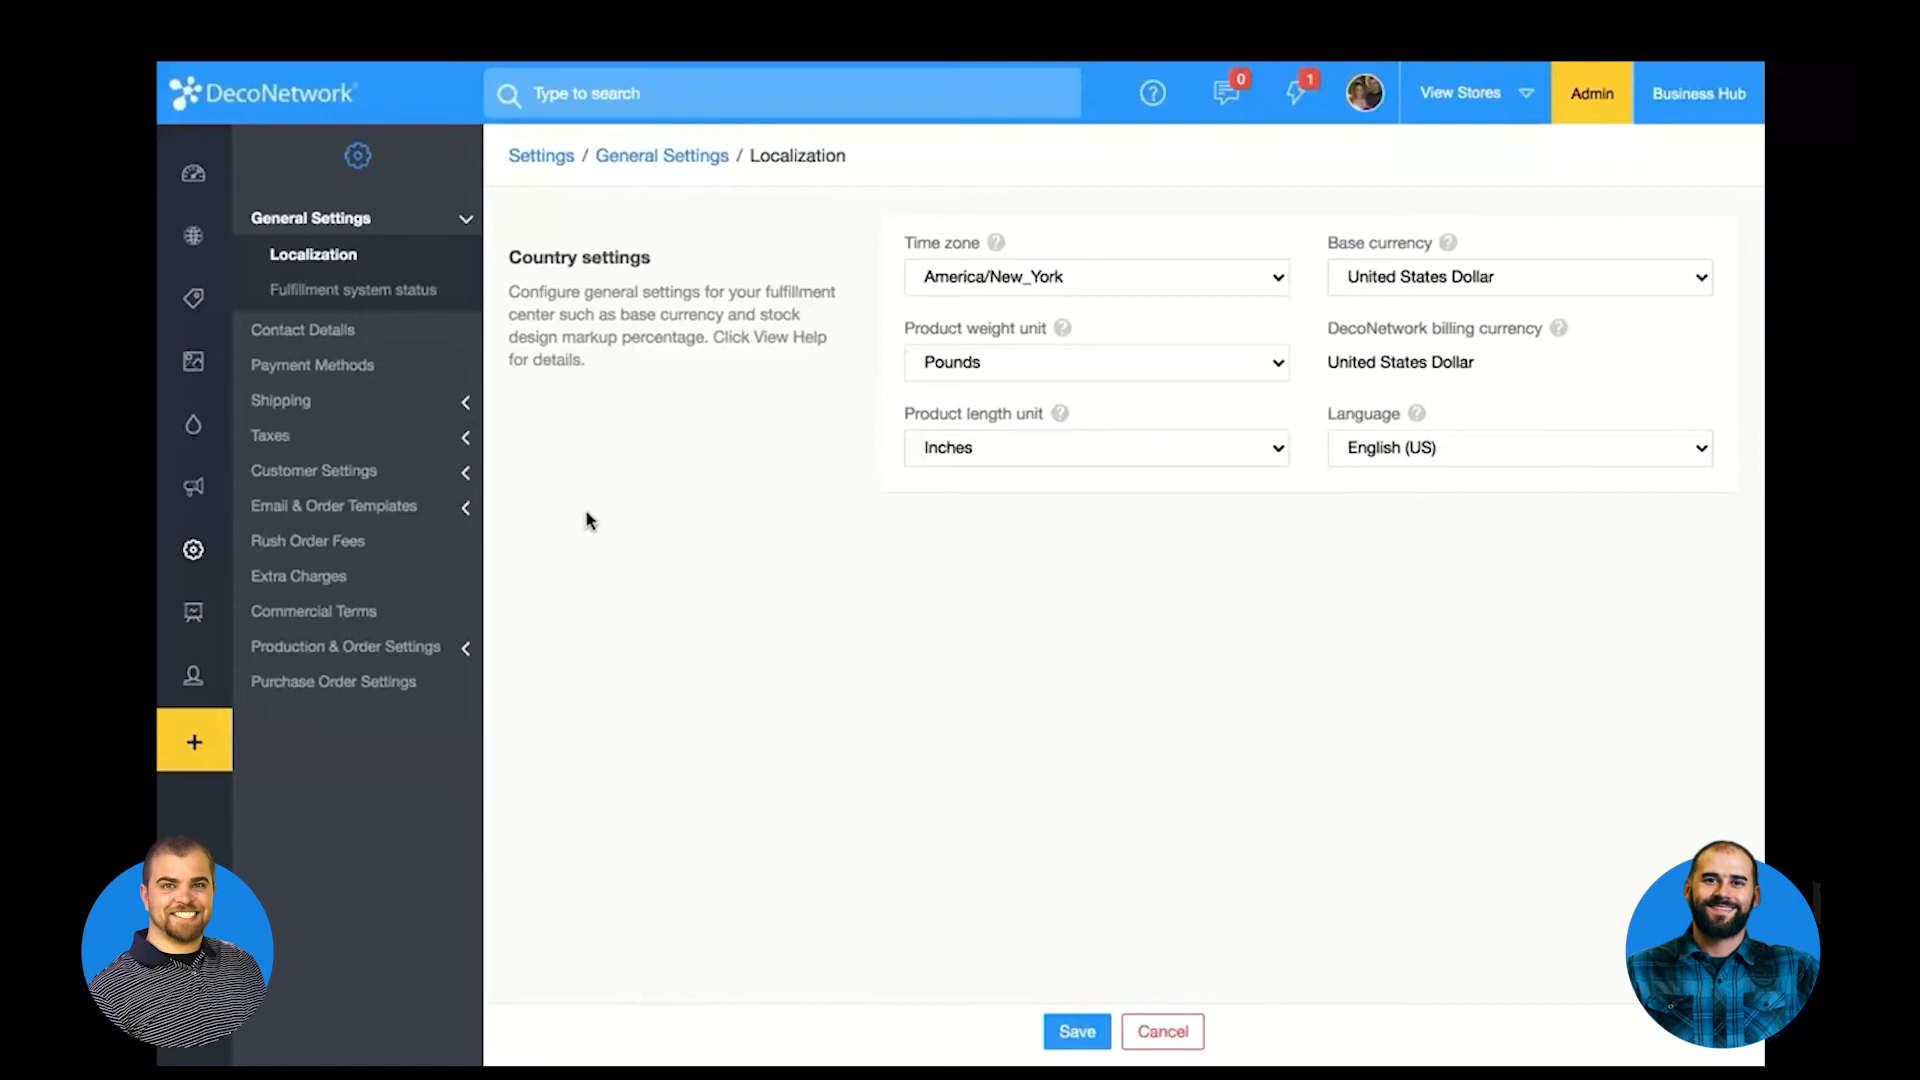 DecoNetwork
Type to search
0
1
View Stores
Admin
Business Hub
General Settings
Localization
Fulfillment system status
Contact Details
Payment Methods
Shipping
Taxes
Customer Settings
Email & Order Templates
Rush Order Fees
Extra Charges
Commercial Terms
Production & Order Settings
Purchase Order Settings
+
Settings / General Settings / Localization
Country settings
Configure general settings for your fulfillment
center such as base currency and stock
design markup percentage. Click View Help
for details.
Time zone ?
America/New_York
Base currency ?
United States Dollar
Product weight unit ?
Pounds
DecoNetwork billing currency ?
United States Dollar
Product length unit ?
Inches
Language ?
English (US)
Save
Cancel